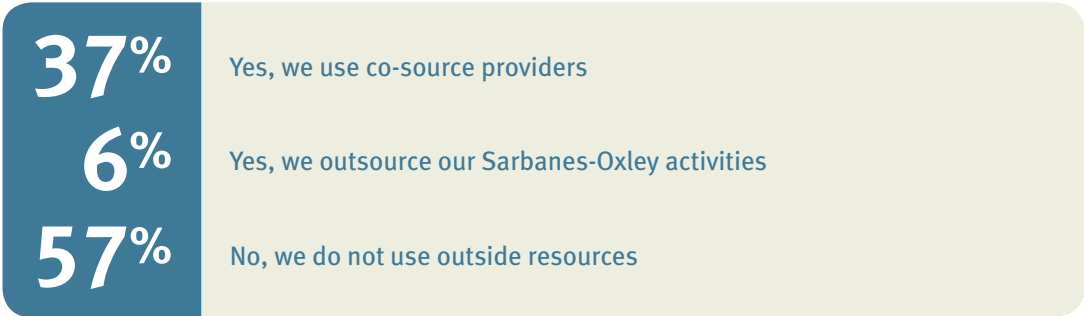 37% Yes, we use co-source providers
6% Yes, we outsource our Sarbanes-Oxley activities
57% No, we do not use outside resources